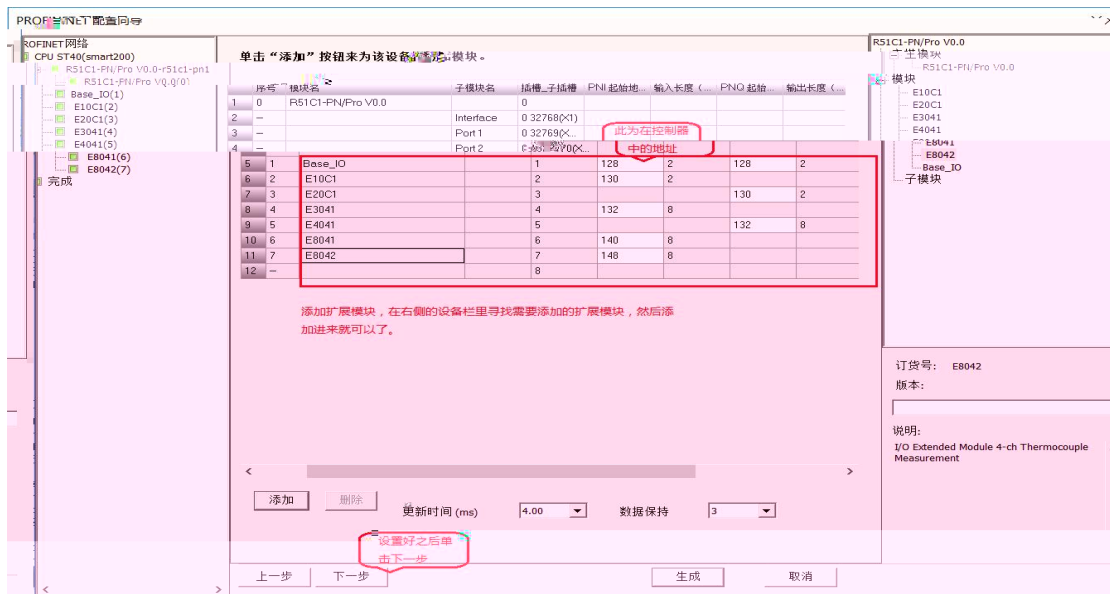 PROFINET配置向导
PROFINET网络
CPU ST40(smart200)
R51C1-PN/Pro V0.0-r51c1-pn1
R51C1-PN/Pro V0.0(0)
Base_IO(1)
E10C1(2)
E20C1(3)
E3041(4)
E4041(5)
E8041(6)
E8042(7)
完成
单击“添加”按钮来为该设备添加模块。
序号 模块名 子模块名 插槽_子插槽 PNI 起始地... 输入长度 (... PNQ 起始... 输出长度 (...
1 0 R51C1-PN/Pro V0.0 0
2 -- Interface 0 32768(X1)
3 -- Port 1 0 32769(X...
4 -- Port 2 0 32770(X...
此为在控制器
中的地址
5 1 Base_IO 1 128 2 128 2
6 2 E10C1 2 130 2
7 3 E20C1 3 130 2
8 4 E3041 4 132 8
9 5 E4041 5 132 8
10 6 E8041 6 140 8
11 7 E8042 7 148 8
12 -- 8
添加扩展模块，在右侧的设备栏里寻找需要添加的扩展模块，然后添
加进来就可以了。
添加 删除 更新时间 (ms) 4.00 数据保持 3
设置好之后单
击下一步
上一步 下一步 生成 取消
R51C1-PN/Pro V0.0
主模块
R51C1-PN/Pro V0.0
模块
E10C1
E20C1
E3041
E4041
E8041
E8042
Base_IO
子模块
订货号: E8042
版本:
说明:
I/O Extended Module 4-ch Thermocouple
Measurement